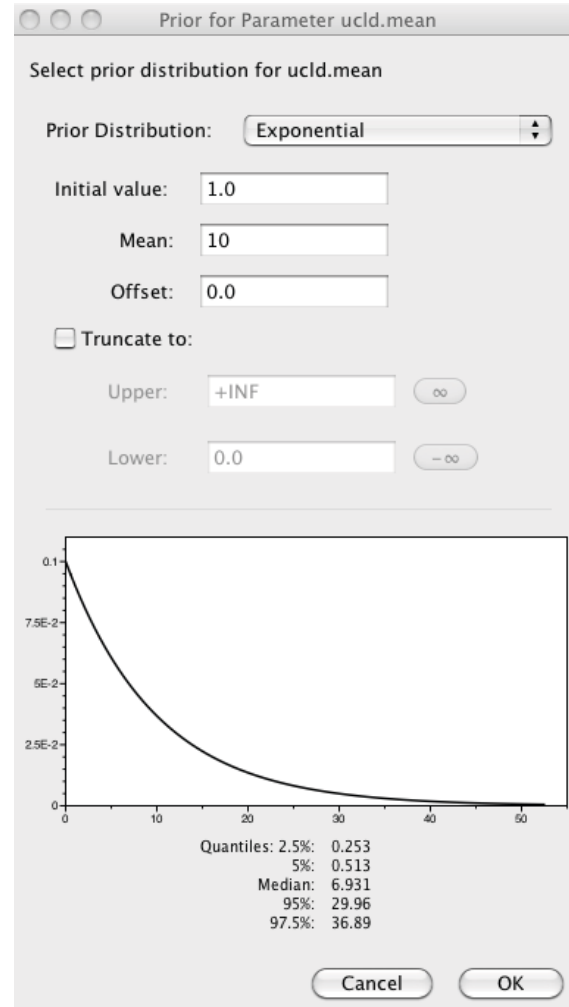 Prior for Parameter ucld.mean
Select prior distribution for ucld.mean
Prior Distribution: Exponential
Initial value: 1.0
Mean: 10
Offset: 0.0
Truncate to:
Upper: +INF ∞
Lower: 0.0 -∞
0.1
7.5E-2
5E-2
2.5E-2
0
0 10 20 30 40 50
Quantiles: 2.5%: 0.253
5%: 0.513
Median: 6.931
95%: 29.96
97.5%: 36.89
Cancel OK